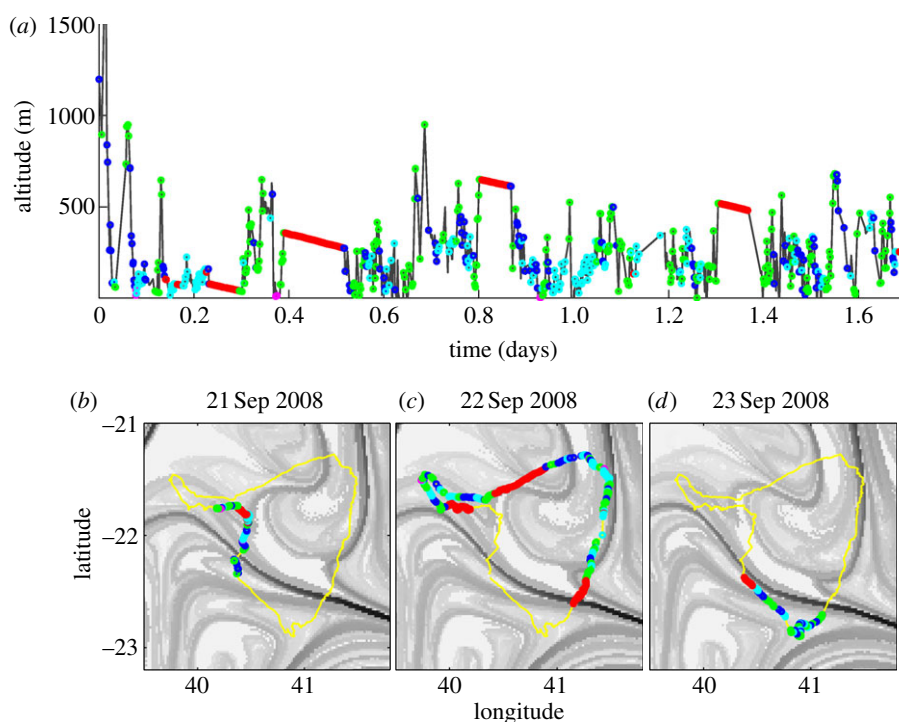 (a)
1500
1000
500
altitude (m)
0 0.2 0.4 0.6 0.8 1.0 1.2 1.4 1.6
time (days)
(b) 21 Sep 2008 (c) 22 Sep 2008 (d) 23 Sep 2008
−21
−22
−23
latitude
40 41 40 41 40 41
longitude